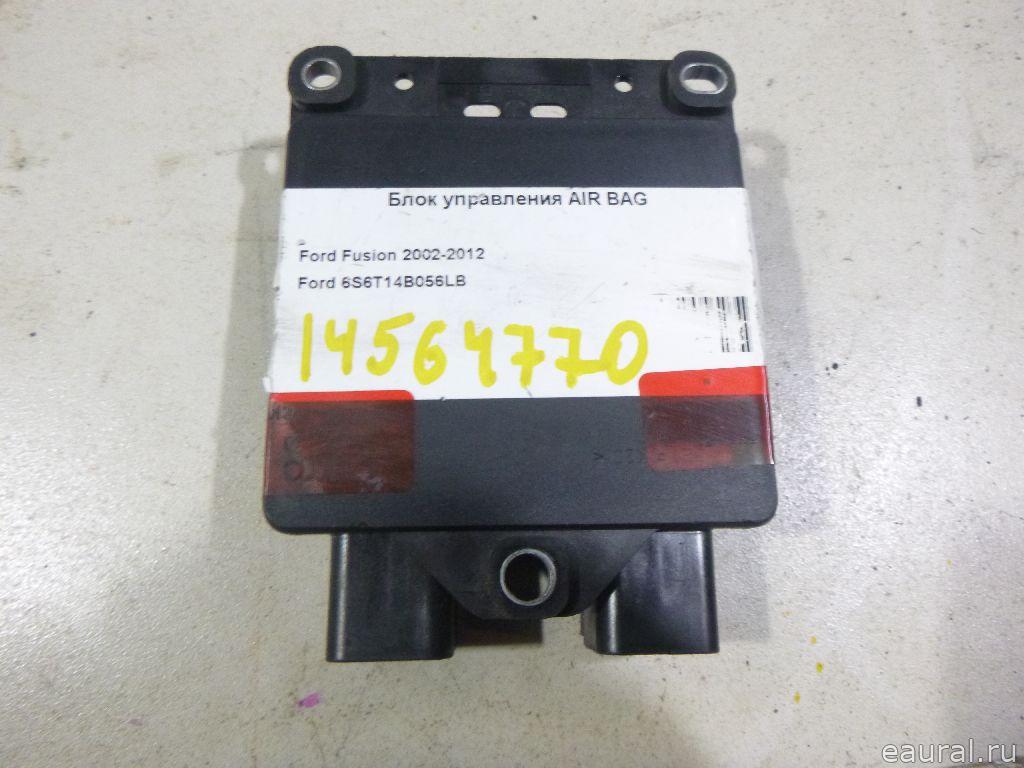 Блок управления AIR BAG
Ford Fusion 2002-2012
Ford 6S6T14B056LB
14564770
eaural.ru